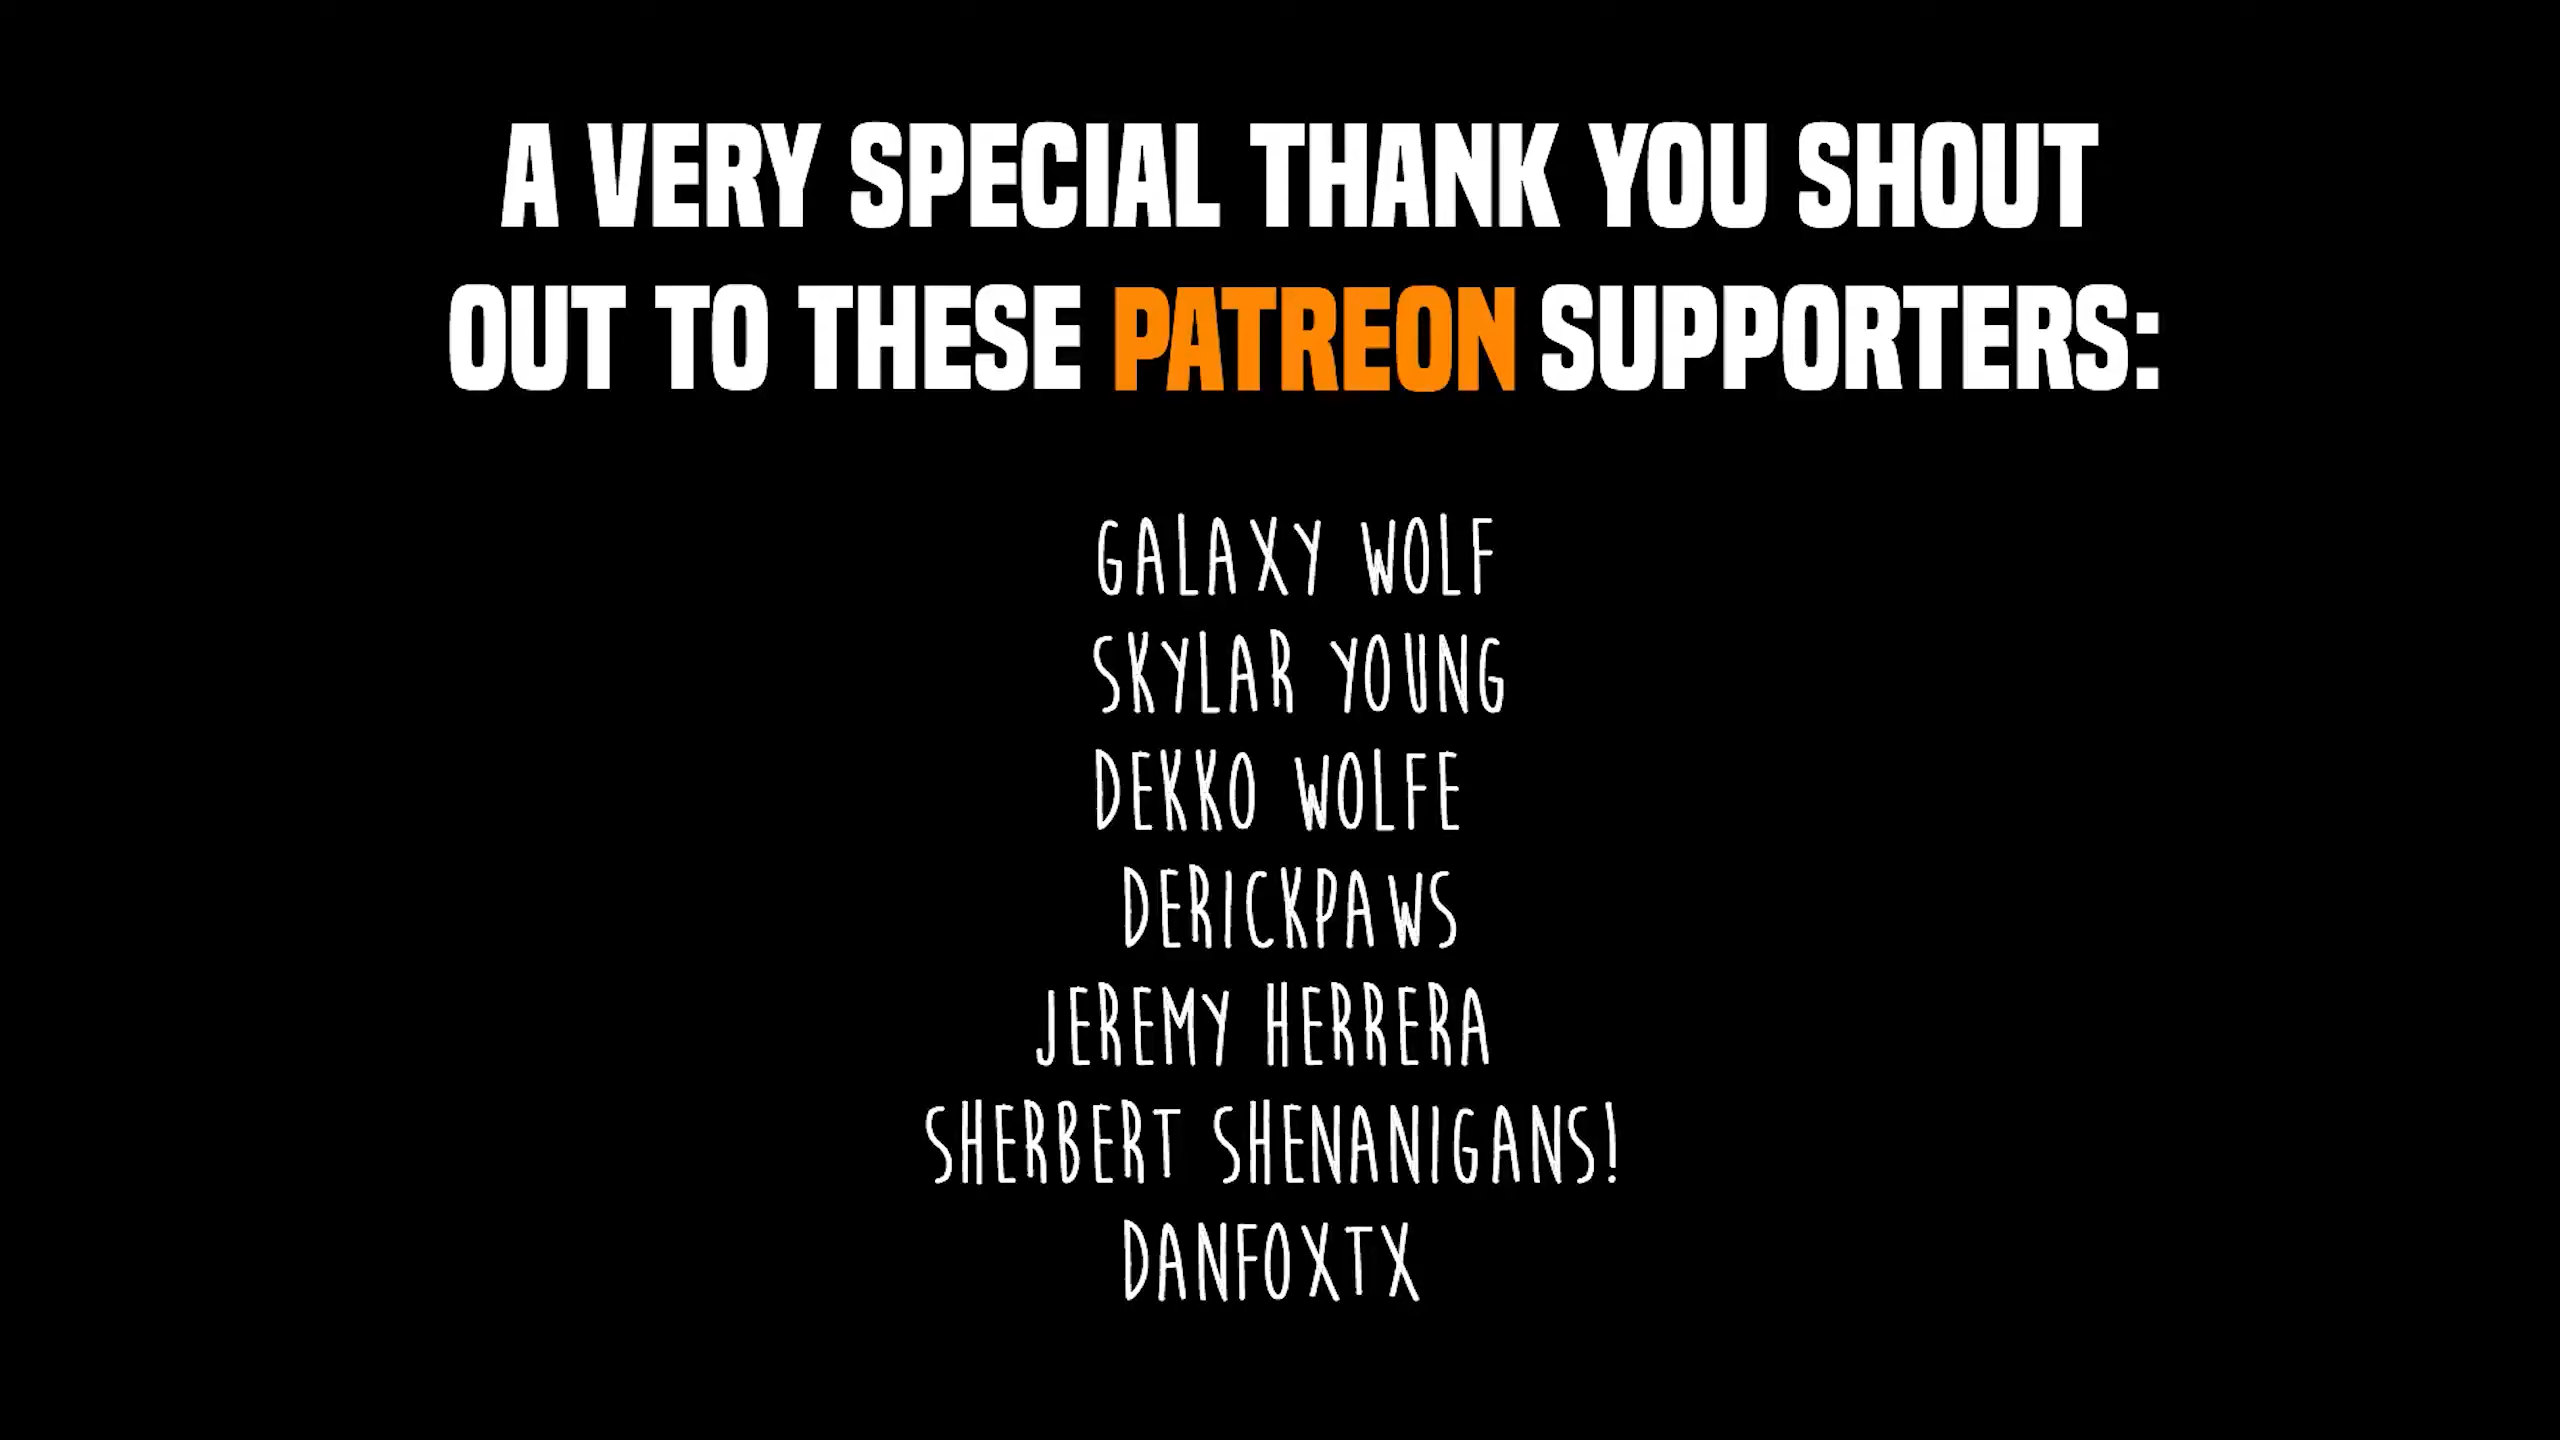 A VERY SPECIAL THANK YOU SHOUT
OUT TO THESE PATREON SUPPORTERS:
GALAXY WOLF
SKYLAR YOUNG
DEKKO WOLFE
DERICKPAWS
JEREMY HERRERA
SHERBERT SHENANIGANS!
DANFOXTX